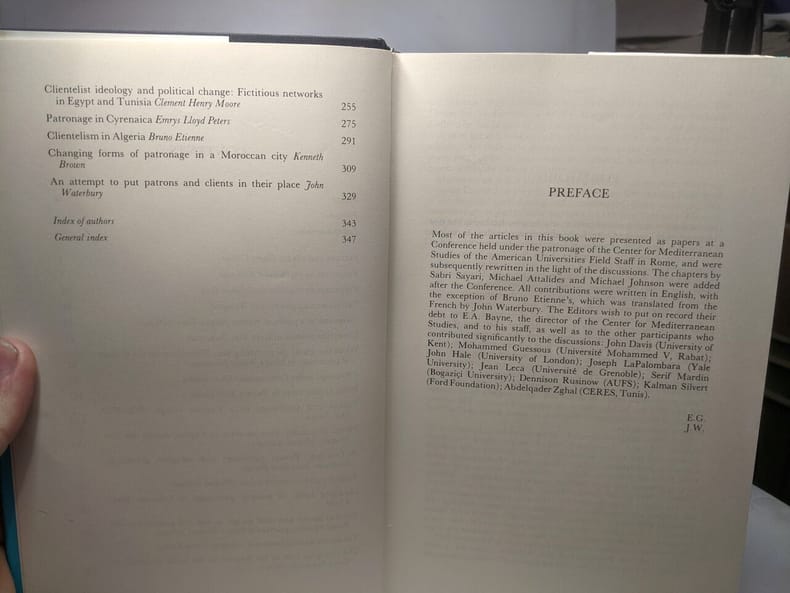 Clientelist ideology and political change: Fictitious networks
in Egypt and Tunisia Clement Henry Moore 255
Patronage in Cyrenaica Emrys Lloyd Peters 275
Clientelism in Algeria Bruno Etienne 291
Changing forms of patronage in a Moroccan city Kenneth
Brown 309
An attempt to put patrons and clients in their place John
Waterbury 329
Index of authors 343
General index 347
PREFACE
Most of the articles in this book were presented as papers at a
Conference held under the patronage of the Center for Mediterranean
Studies of the American Universities Field Staff in Rome, and were
subsequently rewritten in the light of the discussions. The chapters by
Sabri Sayari, Michael Attalides and Michael Johnson were added
after the Conference. All contributions were written in English, with
the exception of Bruno Etienne's, which was translated from the
French by John Waterbury. The Editors wish to put on record their
debt to E.A. Bayne, the director of the Center for Mediterranean
Studies, and to his staff, as well as to the other participants who
contributed significantly to the discussions: John Davis (University of
Kent); Mohammed Guessous (Université Mohammed V, Rabat);
John Hale (University of London); Joseph LaPalombara (Yale
University); Jean Leca (Université de Grenoble); Serif Mardin
(Bogaziçi University); Dennison Rusinow (AUFS); Kalman Silvert
(Ford Foundation); Abdelqader Zghal (CERES, Tunis).
E.G.
J.W.